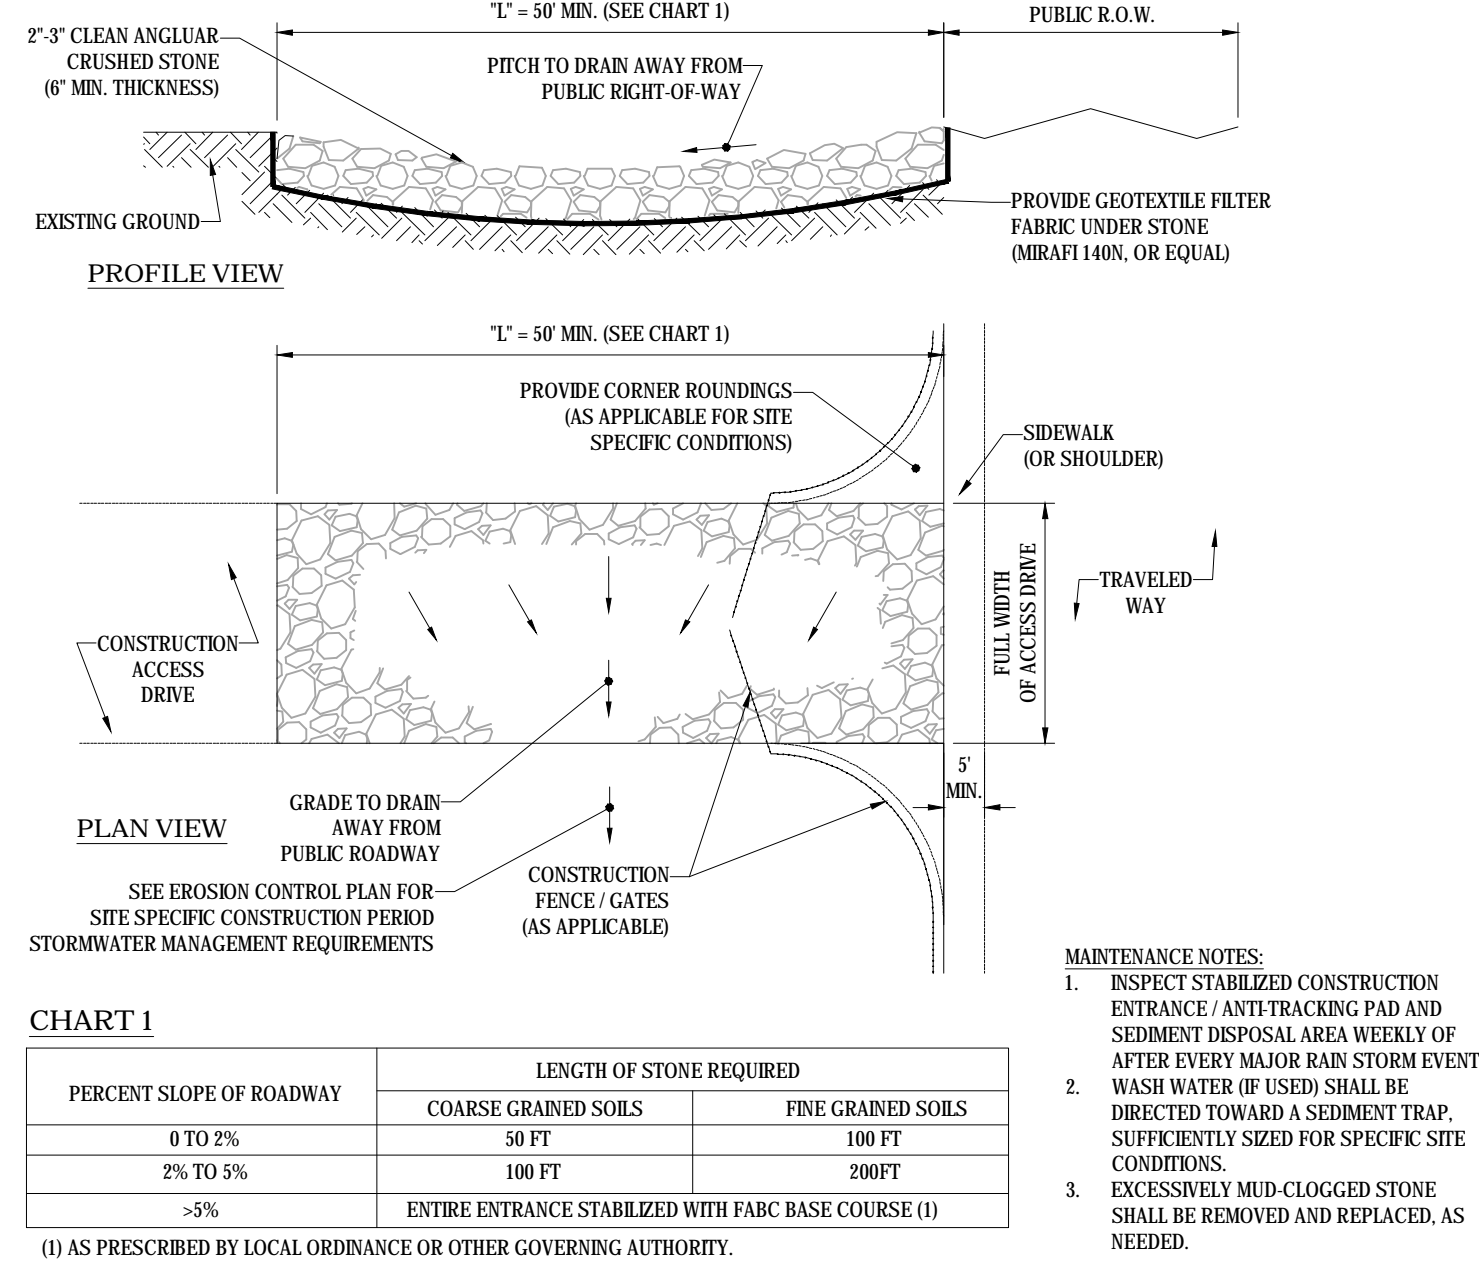 "L" = 50' MIN. (SEE CHART 1)
PUBLIC R.O.W.
2"-3" CLEAN ANGLUAR
CRUSHED STONE
(6" MIN. THICKNESS)
PITCH TO DRAIN AWAY FROM
PUBLIC RIGHT-OF-WAY
EXISTING GROUND
PROVIDE GEOTEXTILE FILTER
FABRIC UNDER STONE
(MIRAFI 140N, OR EQUAL)
PROFILE VIEW
"L" = 50' MIN. (SEE CHART 1)
PROVIDE CORNER ROUNDINGS
(AS APPLICABLE FOR SITE
SPECIFIC CONDITIONS)
SIDEWALK
(OR SHOULDER)
FULL WIDTH
OF ACCESS DRIVE
TRAVELED
WAY
CONSTRUCTION
ACCESS
DRIVE
5'
MIN.
GRADE TO DRAIN
AWAY FROM
PUBLIC ROADWAY
PLAN VIEW
SEE EROSION CONTROL PLAN FOR
SITE SPECIFIC CONSTRUCTION PERIOD
STORMWATER MANAGEMENT REQUIREMENTS
CONSTRUCTION
FENCE / GATES
(AS APPLICABLE)
CHART 1
PERCENT SLOPE OF ROADWAY
LENGTH OF STONE REQUIRED
COARSE GRAINED SOILS FINE GRAINED SOILS
0 TO 2% 50 FT 100 FT
2% TO 5% 100 FT 200FT
>5% ENTIRE ENTRANCE STABILIZED WITH FABC BASE COURSE (1)
(1) AS PRESCRIBED BY LOCAL ORDINANCE OR OTHER GOVERNING AUTHORITY.
MAINTENANCE NOTES:
1. INSPECT STABILIZED CONSTRUCTION
ENTRANCE / ANTI-TRACKING PAD AND
SEDIMENT DISPOSAL AREA WEEKLY OF
AFTER EVERY MAJOR RAIN STORM EVENT
2. WASH WATER (IF USED) SHALL BE
DIRECTED TOWARD A SEDIMENT TRAP,
SUFFICIENTLY SIZED FOR SPECIFIC SITE
CONDITIONS.
3. EXCESSIVELY MUD-CLOGGED STONE
SHALL BE REMOVED AND REPLACED, AS
NEEDED.